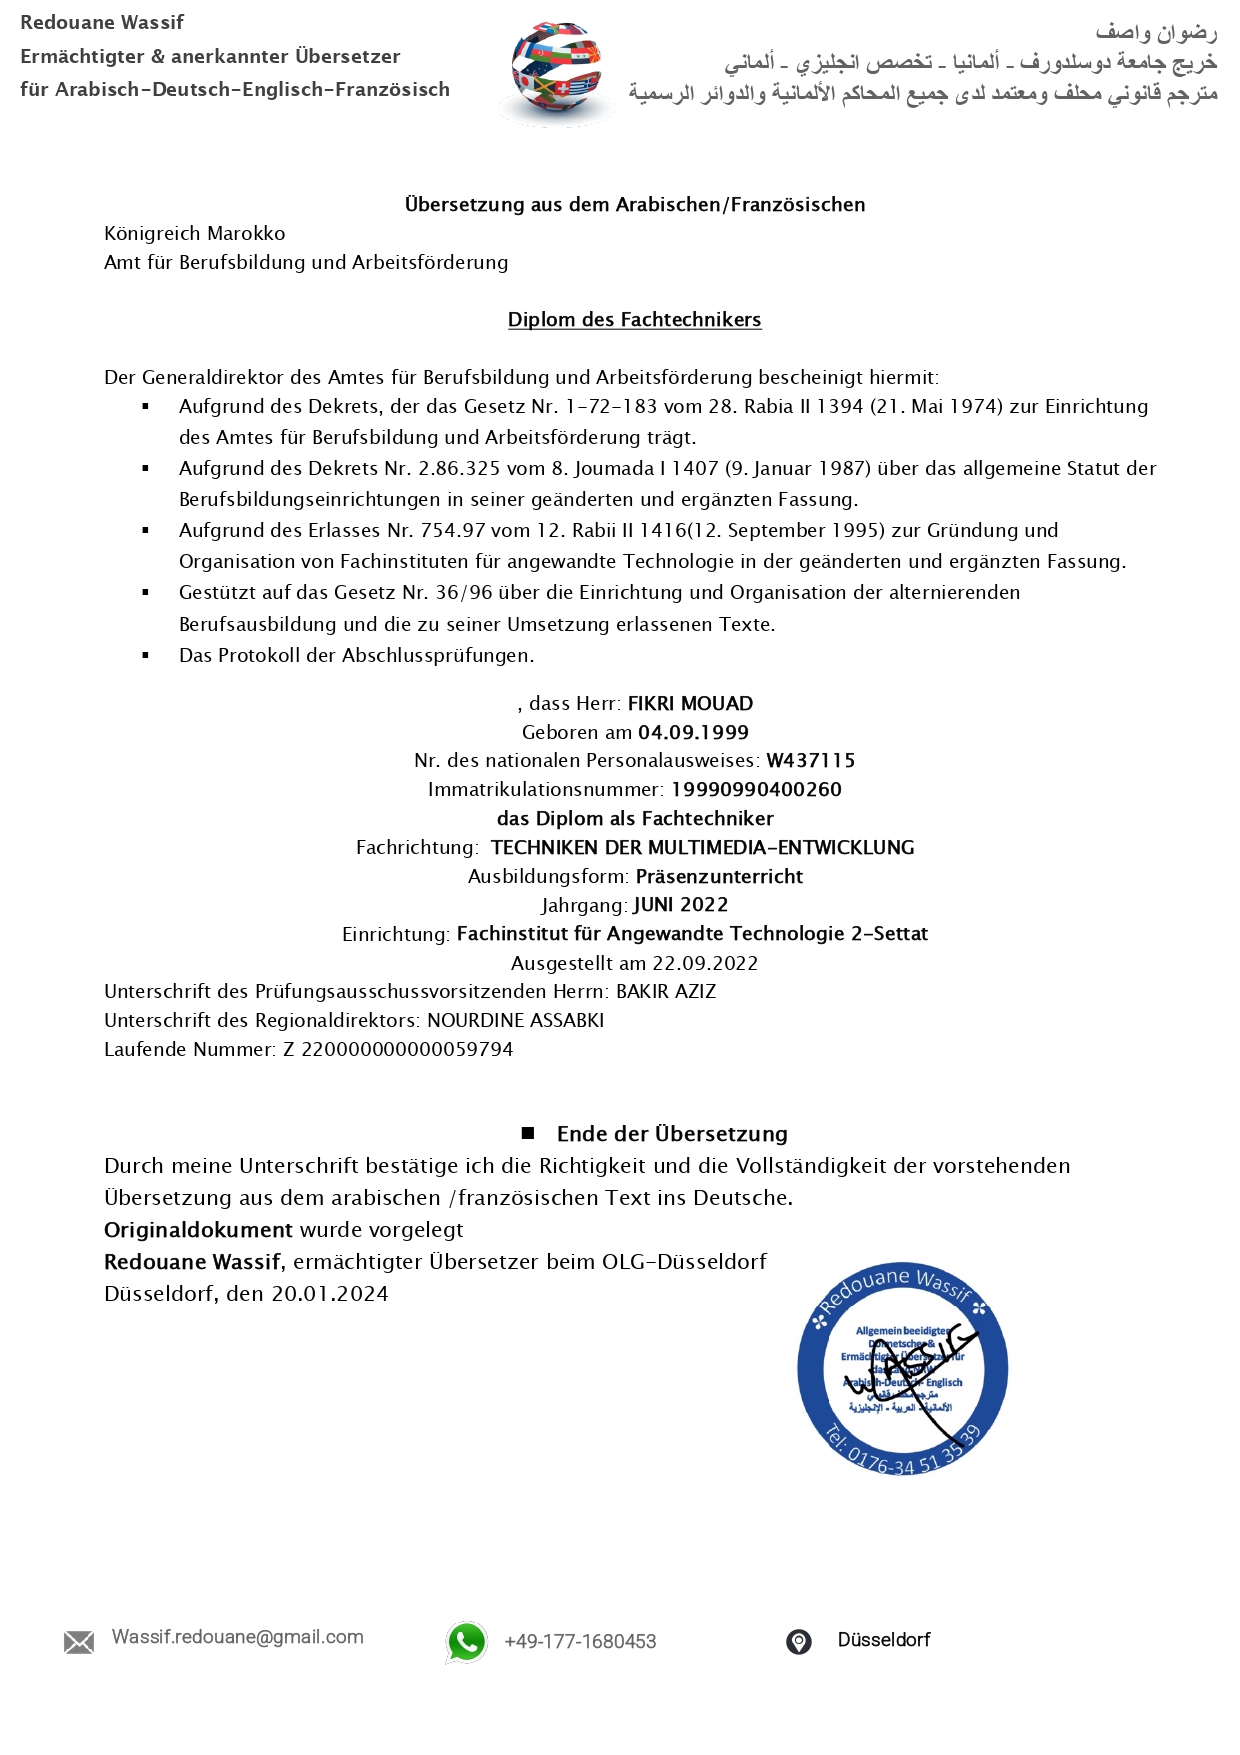 Redouane Wassif
Ermächtigter & anerkannter Übersetzer
für Arabisch-Deutsch-Englisch-Französisch
رضوان واصف
خريج جامعة دوسلدورف - ألمانيا - تخصص انجليزي - ألماني
مترجم قانوني محلف ومعتمد لدى جميع المحاكم الألمانية والدوائر الرسمية
Übersetzung aus dem Arabischen/Französischen
Königreich Marokko
Amt für Berufsbildung und Arbeitsförderung
Diplom des Fachtechnikers
Der Generaldirektor des Amtes für Berufsbildung und Arbeitsförderung bescheinigt hiermit:
▪ Aufgrund des Dekrets, der das Gesetz Nr. 1-72-183 vom 28. Rabia II 1394 (21. Mai 1974) zur Einrichtung
des Amtes für Berufsbildung und Arbeitsförderung trägt.
▪ Aufgrund des Dekrets Nr. 2.86.325 vom 8. Joumada I 1407 (9. Januar 1987) über das allgemeine Statut der
Berufsbildungseinrichtungen in seiner geänderten und ergänzten Fassung.
▪ Aufgrund des Erlasses Nr. 754.97 vom 12. Rabii II 1416(12. September 1995) zur Gründung und
Organisation von Fachinstituten für angewandte Technologie in der geänderten und ergänzten Fassung.
▪ Gestützt auf das Gesetz Nr. 36/96 über die Einrichtung und Organisation der alternierenden
Berufsausbildung und die zu seiner Umsetzung erlassenen Texte.
▪ Das Protokoll der Abschlussprüfungen.
, dass Herr: FIKRI MOUAD
Geboren am 04.09.1999
Nr. des nationalen Personalausweises: W437115
Immatrikulationsnummer: 19990990400260
das Diplom als Fachtechniker
Fachrichtung: TECHNIKEN DER MULTIMEDIA-ENTWICKLUNG
Ausbildungsform: Präsenzunterricht
Jahrgang: JUNI 2022
Einrichtung: Fachinstitut für Angewandte Technologie 2-Settat
Ausgestellt am 22.09.2022
Unterschrift des Prüfungsausschussvorsitzenden Herrn: BAKIR AZIZ
Unterschrift des Regionaldirektors: NOURDINE ASSABKI
Laufende Nummer: Z 220000000000059794
▪ Ende der Übersetzung
Durch meine Unterschrift bestätige ich die Richtigkeit und die Vollständigkeit der vorstehenden
Übersetzung aus dem arabischen /französischen Text ins Deutsche.
Originaldokument wurde vorgelegt
Redouane Wassif, ermächtigter Übersetzer beim OLG-Düsseldorf
Düsseldorf, den 20.01.2024
Redouane Wassif
Allgemein beeidigter
Dolmetscher &
Ermächtigter Übersetzer für
das Land NRW
Arabisch-Deutsch- Englisch
مترجم محلف قانوني
الألمانية - العربية - الإنجليزية
WASSIF
Tel: 0176-34 51 35 39
Wassif.redouane@gmail.com
+49-177-1680453
Düsseldorf